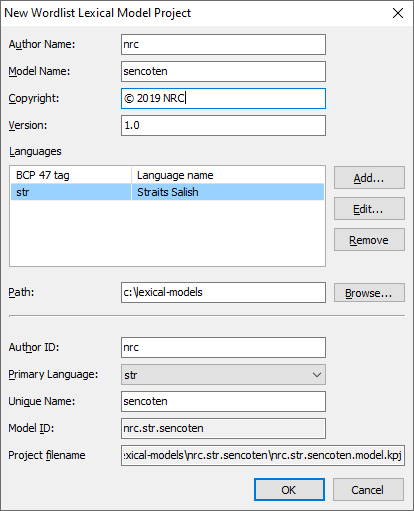 New Wordlist Lexical Model Project
Author Name: nrc
Model Name: sencoten
Copyright: © 2019 NRC
Version: 1.0
Languages
BCP 47 tag Language name
str Straits Salish
Add...
Edit...
Remove
Path: c:\lexical-models Browse...
Author ID: nrc
Primary Language: str
Unique Name: sencoten
Model ID: nrc.str.sencoten
Project filename exical-models\nrc.str.sencoten\nrc.str.sencoten.model.kpj
OK Cancel